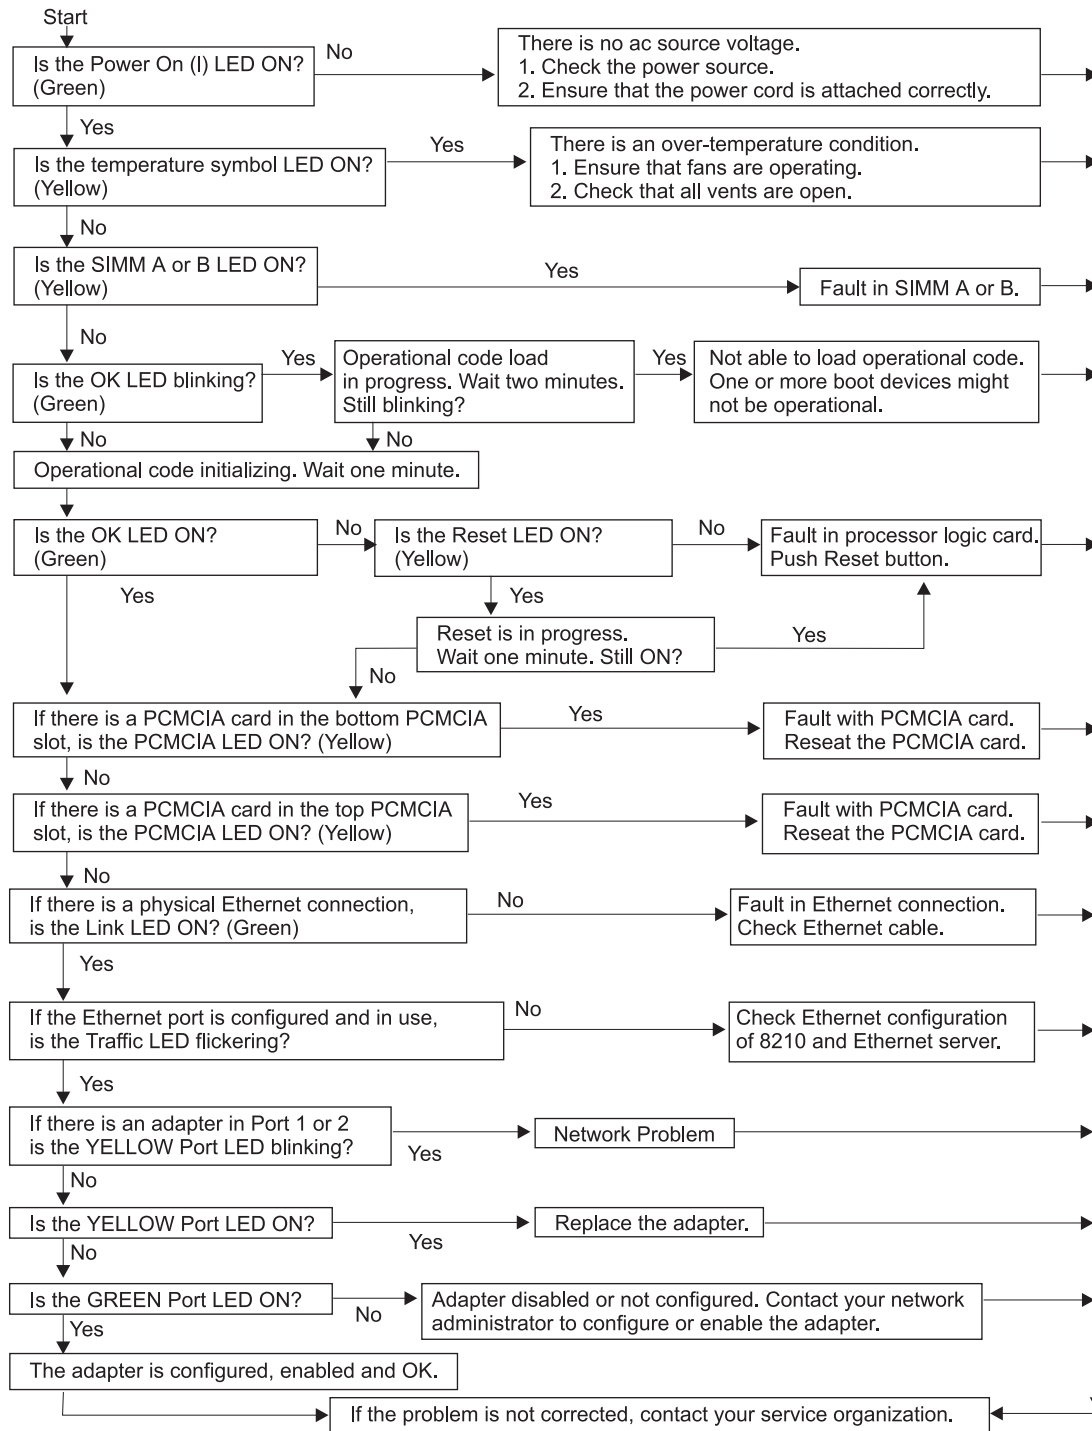 Start
Is the Power On (I) LED ON?
(Green)
No
There is no ac source voltage.
1. Check the power source.
2. Ensure that the power cord is attached correctly.
Yes
Is the temperature symbol LED ON?
(Yellow)
Yes
There is an over-temperature condition.
1. Ensure that fans are operating.
2. Check that all vents are open.
No
Is the SIMM A or B LED ON?
(Yellow)
Yes
Fault in SIMM A or B.
No
Is the OK LED blinking?
(Green)
Yes
Operational code load
in progress. Wait two minutes.
Still blinking?
Yes
Not able to load operational code.
One or more boot devices might
not be operational.
No
No
Operational code initializing. Wait one minute.
Is the OK LED ON?
(Green)
No
Is the Reset LED ON?
(Yellow)
No
Fault in processor logic card.
Push Reset button.
Yes
Yes
Reset is in progress.
Wait one minute. Still ON?
Yes
No
If there is a PCMCIA card in the bottom PCMCIA
slot, is the PCMCIA LED ON? (Yellow)
Yes
Fault with PCMCIA card.
Reseat the PCMCIA card.
No
If there is a PCMCIA card in the top PCMCIA
slot, is the PCMCIA LED ON? (Yellow)
Yes
Fault with PCMCIA card.
Reseat the PCMCIA card.
No
If there is a physical Ethernet connection,
is the Link LED ON? (Green)
No
Fault in Ethernet connection.
Check Ethernet cable.
Yes
If the Ethernet port is configured and in use,
is the Traffic LED flickering?
No
Check Ethernet configuration
of 8210 and Ethernet server.
Yes
If there is an adapter in Port 1 or 2
is the YELLOW Port LED blinking?
Yes
Network Problem
No
Is the YELLOW Port LED ON?
Yes
Replace the adapter.
No
Is the GREEN Port LED ON?
No
Adapter disabled or not configured. Contact your network
administrator to configure or enable the adapter.
Yes
The adapter is configured, enabled and OK.
If the problem is not corrected, contact your service organization.